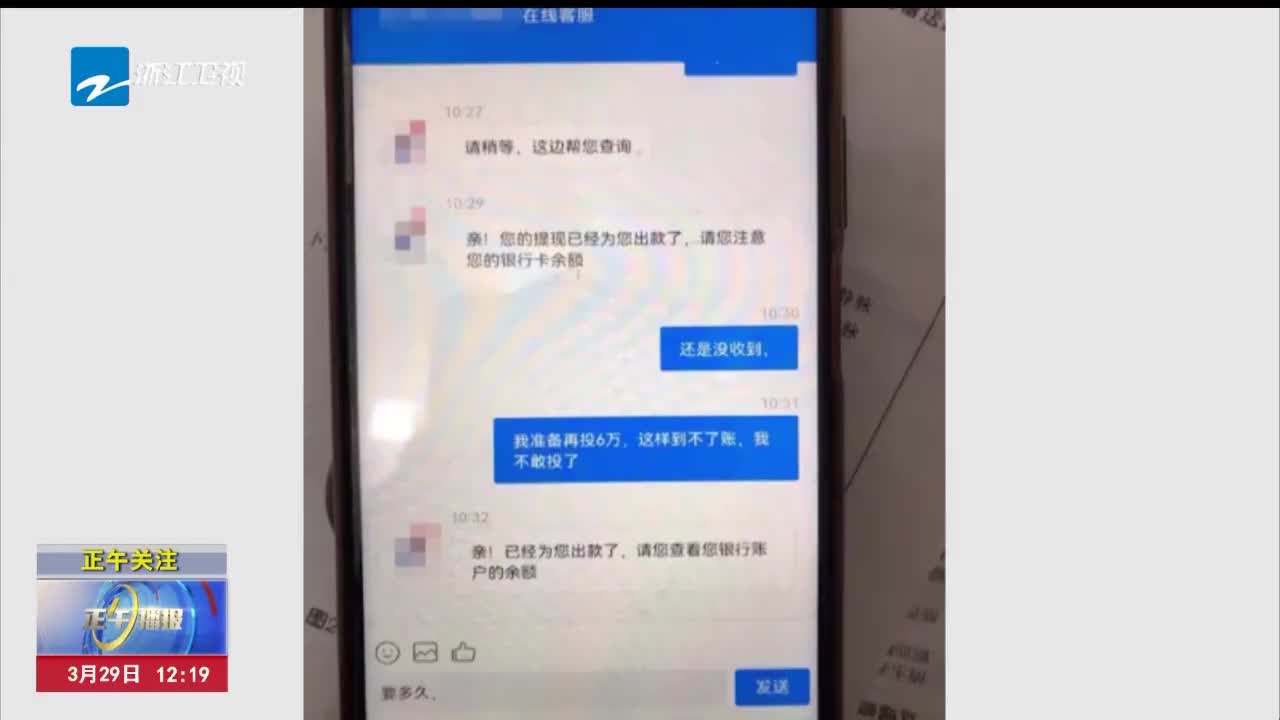 在线客服
浙江卫视
10:27
请稍等，这边帮您查询
10:29
亲！您的提现已经为您出款了，请您注意
您的银行卡余额
10:30
还是没收到，
10:31
我准备再投6万，这样到不了账，我
不敢投了
10:32
亲！已经为您出款了，请您查看您银行账
户的余额
要多久，
发送
正午关注
正午播报
3月29日 12:19
图2